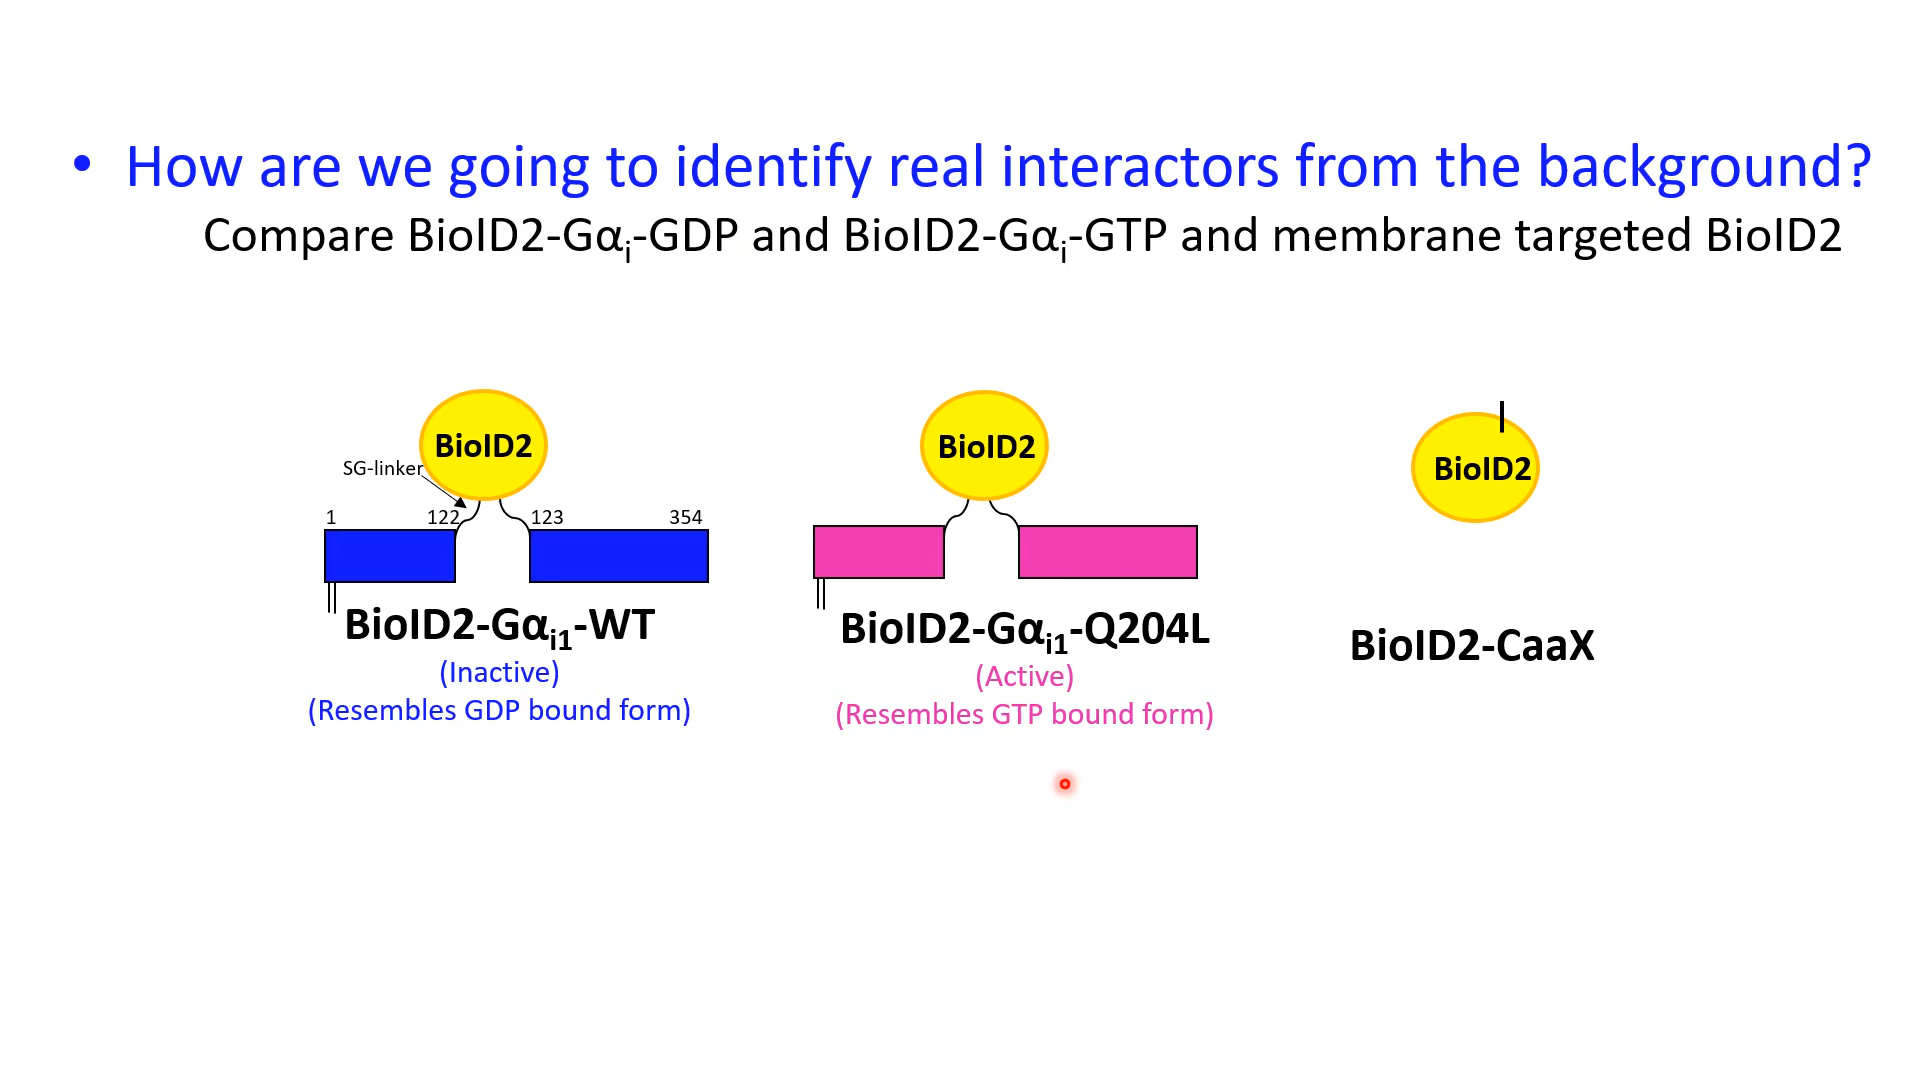 • How are we going to identify real interactors from the background?
Compare BioID2-Gαi-GDP and BioID2-Gαi-GTP and membrane targeted BioID2
BioID2
SG-linker
1 122 123 354
BioID2-Gαi1-WT
(Inactive)
(Resembles GDP bound form)
BioID2
BioID2-Gαi1-Q204L
(Active)
(Resembles GTP bound form)
BioID2
BioID2-CaaX